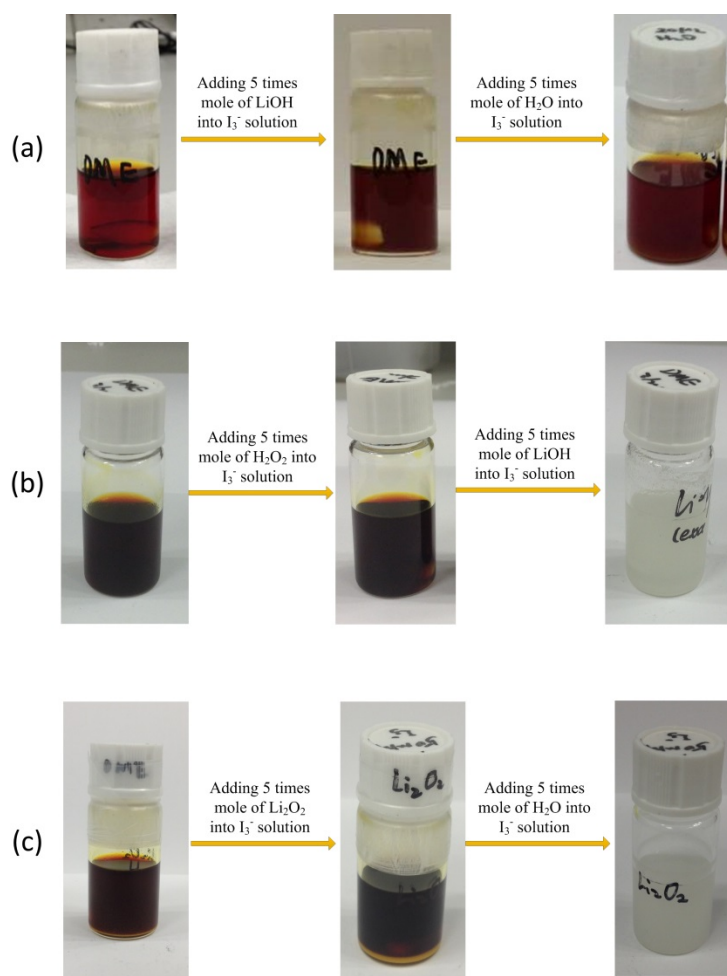 (a)
DME
Adding 5 times
mole of LiOH
into I₃⁻ solution
DME
Adding 5 times
mole of H₂O into
I₃⁻ solution
H₂O
(b)
DME
Adding 5 times
mole of H₂O₂ into
I₃⁻ solution
Adding 5 times
mole of LiOH
into I₃⁻ solution
DME
(c)
DME
Adding 5 times
mole of Li₂O₂
into I₃⁻ solution
Li₂O₂
Adding 5 times
mole of H₂O into
I₃⁻ solution
Li₂O₂